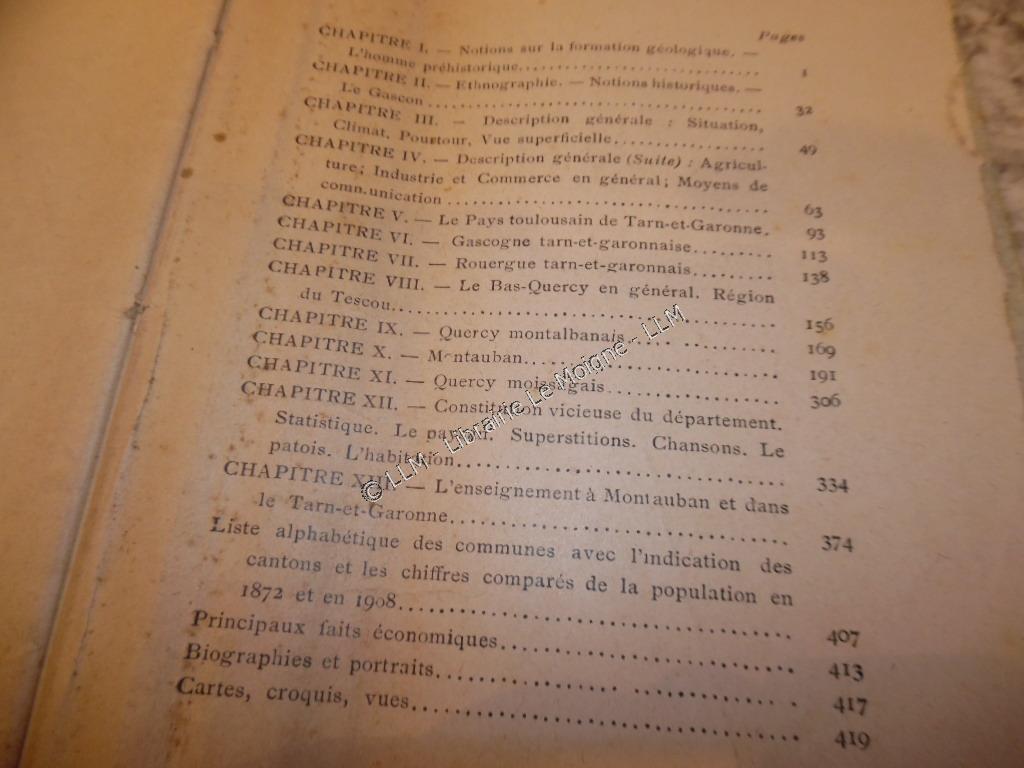 Pages
CHAPITRE I. — Notions sur la formation géologique. —
L'homme préhistorique........................ 1
CHAPITRE II. — Ethnographie. — Notions historiques. —
Le Gascon........................ 32
CHAPITRE III. — Description générale : Situation,
Climat, Pourtour, Vue superficielle........................ 49
CHAPITRE IV. — Description générale (Suite) : Agricul-
ture; Industrie et Commerce en général; Moyens de
communication........................ 63
CHAPITRE V. — Le Pays toulousain de Tarn-et-Garonne. 93
CHAPITRE VI. — Gascogne tarn-et-garonnaise......... 113
CHAPITRE VII. — Rouergue tarn-et-garonnais......... 138
CHAPITRE VIII. — Le Bas-Quercy en général. Région
du Tescou........................ 156
CHAPITRE IX. — Quercy montalbanais........................ 169
CHAPITRE X. — Montauban........................ 191
CHAPITRE XI. — Quercy moissagais........................ 306
CHAPITRE XII. — Constitution vicieuse du département.
Statistique. Le Superstitions. Chansons. Le
patois. L'habitation........................ 334
CHAPITRE XIII. — L'enseignement à Montauban et dans
le Tarn-et-Garonne........................ 374
Liste alphabétique des communes avec l'indication des
cantons et les chiffres comparés de la population en
1872 et en 1908........................ 407
Principaux faits économiques........................ 413
Biographies et portraits........................ 417
Cartes, croquis, vues........................ 419
© LLM - Librairie Le Moigne - LLM